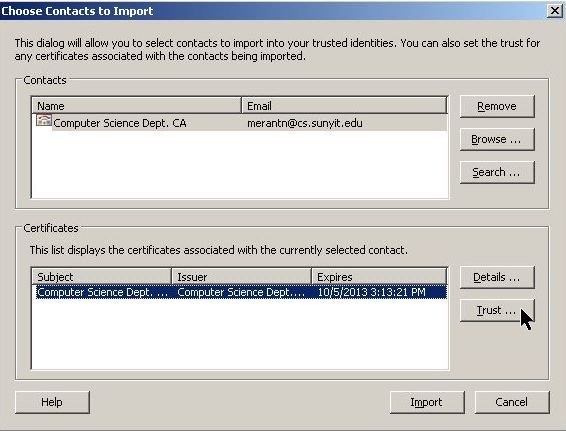 Choose Contacts to Import
This dialog will allow you to select contacts to import into your trusted identities. You can also set the trust for
any certificates associated with the contacts being imported.
Contacts
Name Email
Computer Science Dept. CA merantn@cs.sunyit.edu
Remove
Browse ...
Search ...
Certificates
This list displays the certificates associated with the currently selected contact.
Subject Issuer Expires
Computer Science Dept. ... Computer Science Dept.... 10/5/2013 3:13:21 PM
Details ...
Trust ...
Help Import Cancel